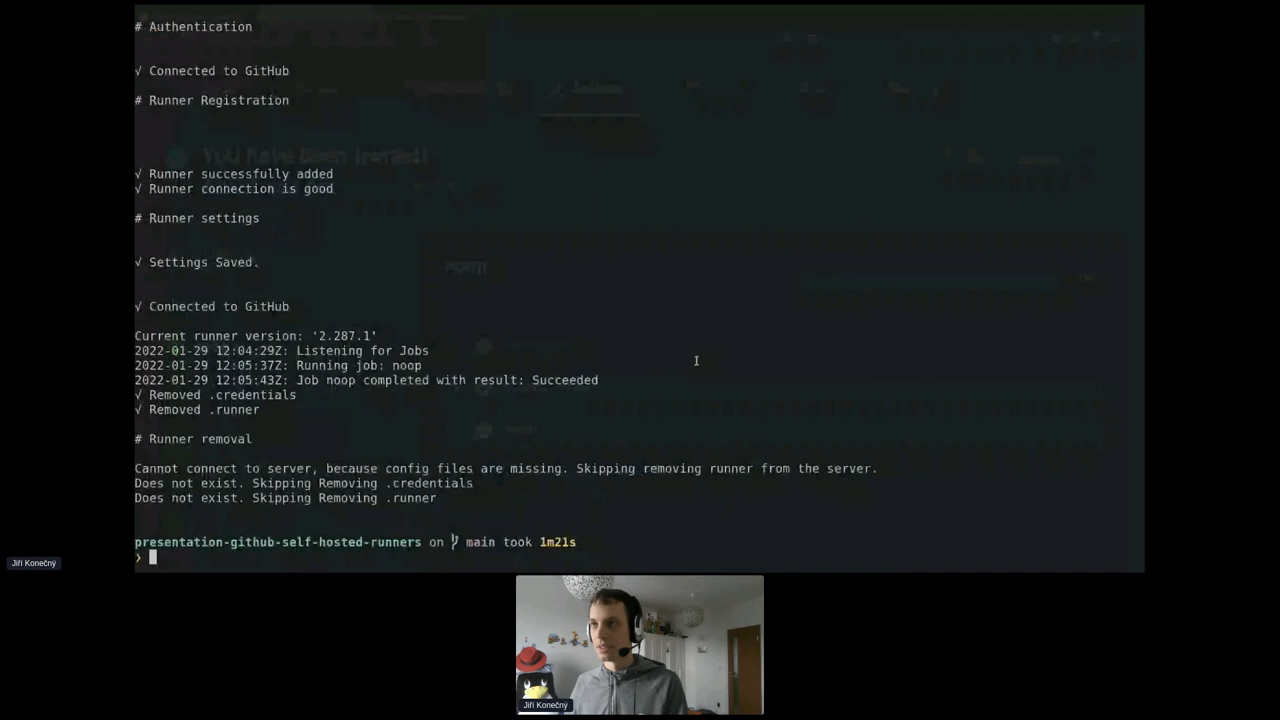 # Authentication
√ Connected to GitHub
# Runner Registration
√ Runner successfully added
√ Runner connection is good
# Runner settings
√ Settings Saved.
√ Connected to GitHub
Current runner version: '2.287.1'
2022-01-29 12:04:29Z: Listening for Jobs
2022-01-29 12:05:37Z: Running job: noop
2022-01-29 12:05:43Z: Job noop completed with result: Succeeded
√ Removed .credentials
√ Removed .runner
# Runner removal
Cannot connect to server, because config files are missing. Skipping removing runner from the server.
Does not exist. Skipping Removing .credentials
Does not exist. Skipping Removing .runner
presentation-github-self-hosted-runners on main took 1m21s
❯
Jiří Konečný
Jiří Konečný